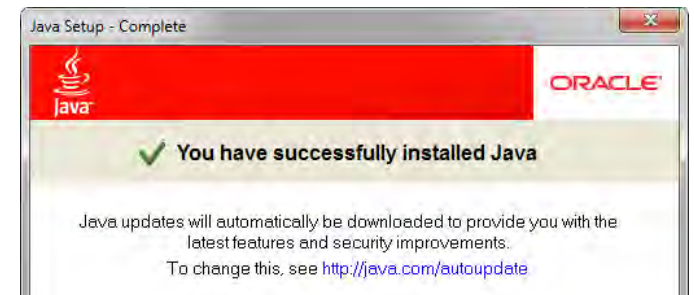 Java Setup - Complete
Java
ORACLE
You have successfully installed Java
Java updates will automatically be downloaded to provide you with the
latest features and security improvements.
To change this, see http://java.com/autoupdate